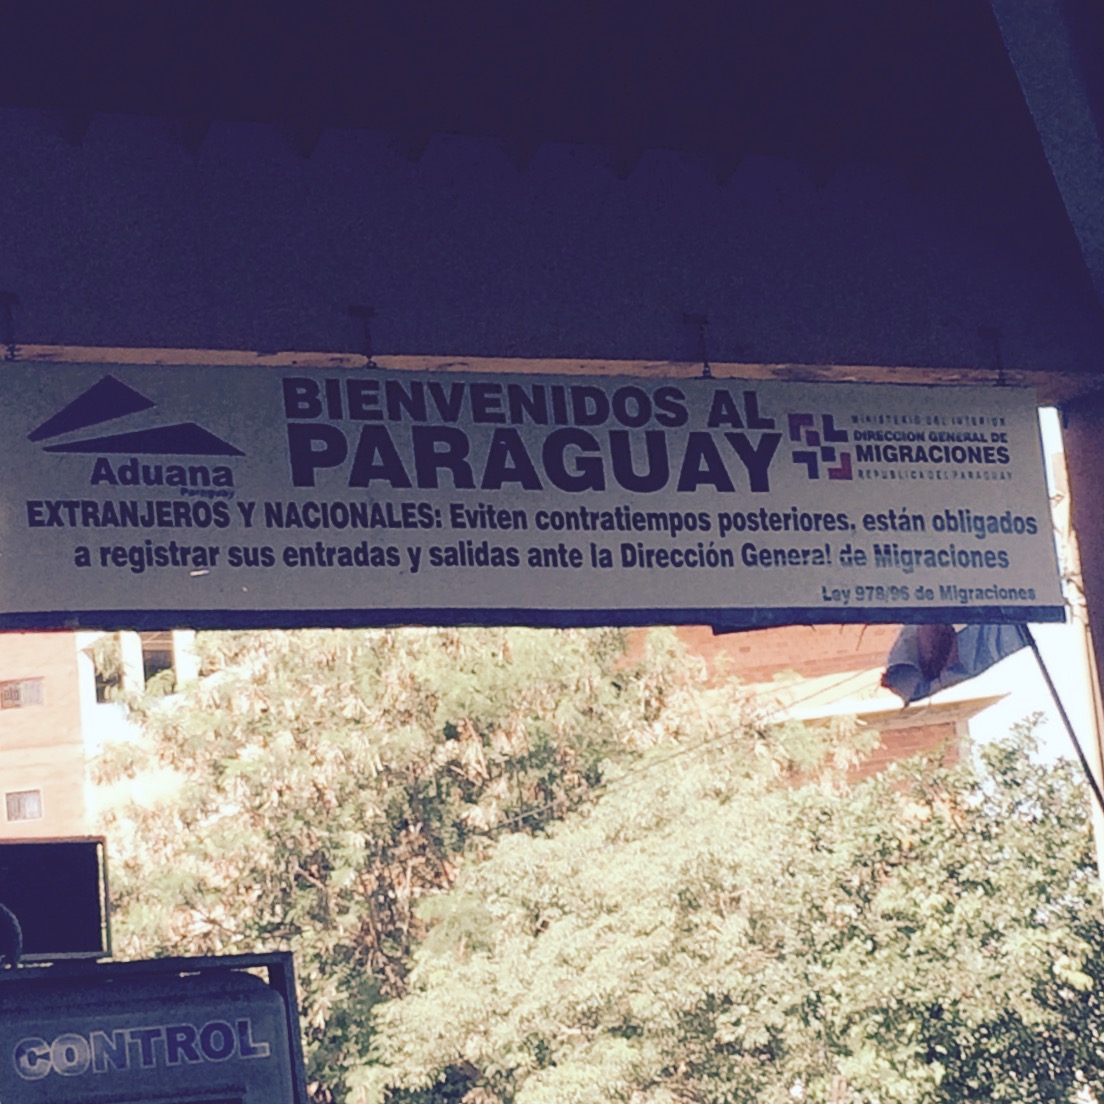 BIENVENIDOS AL
PARAGUAY
Aduana
Paraguay
MINISTERIO DEL INTERIOR
DIRECCION GENERAL DE
MIGRACIONES
REPUBLICA DEL PARAGUAY
EXTRANJEROS Y NACIONALES: Eviten contratiempos posteriores, están obligados
a registrar sus entradas y salidas ante la Dirección General de Migraciones
Ley 978/96 de Migraciones
CONTROL